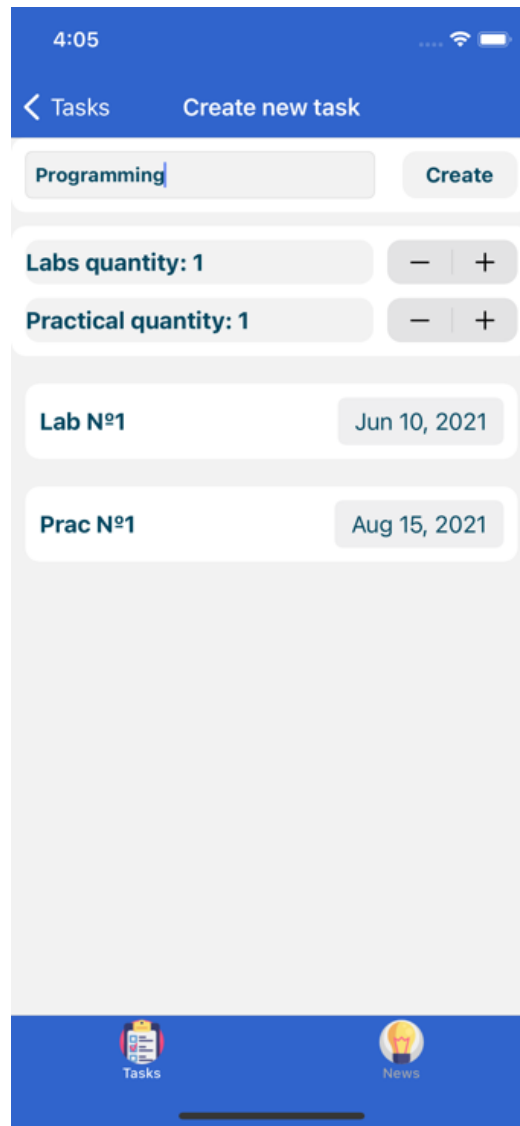 4:05
Tasks Create new task
Programming Create
Labs quantity: 1 − +
Practical quantity: 1 − +
Lab Nº1 Jun 10, 2021
Prac Nº1 Aug 15, 2021
Tasks News